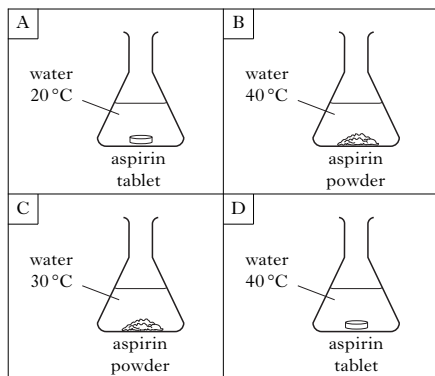 A
water
20 °C
aspirin
tablet
B
water
40 °C
aspirin
powder
C
water
30 °C
aspirin
powder
D
water
40 °C
aspirin
tablet